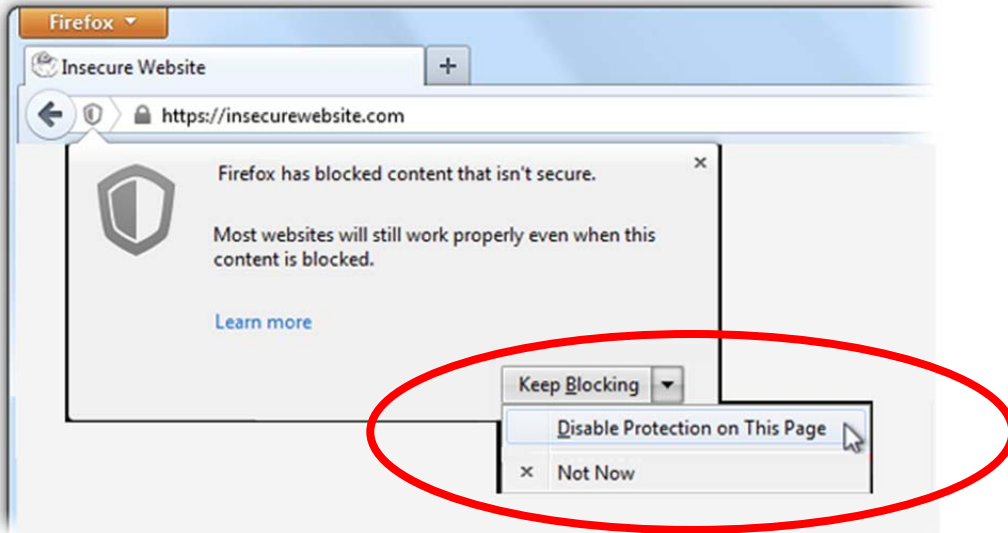 Firefox
Insecure Website
https://insecurewebsite.com
Firefox has blocked content that isn't secure.
Most websites will still work properly even when this
content is blocked.
Learn more
Keep Blocking
Disable Protection on This Page
Not Now